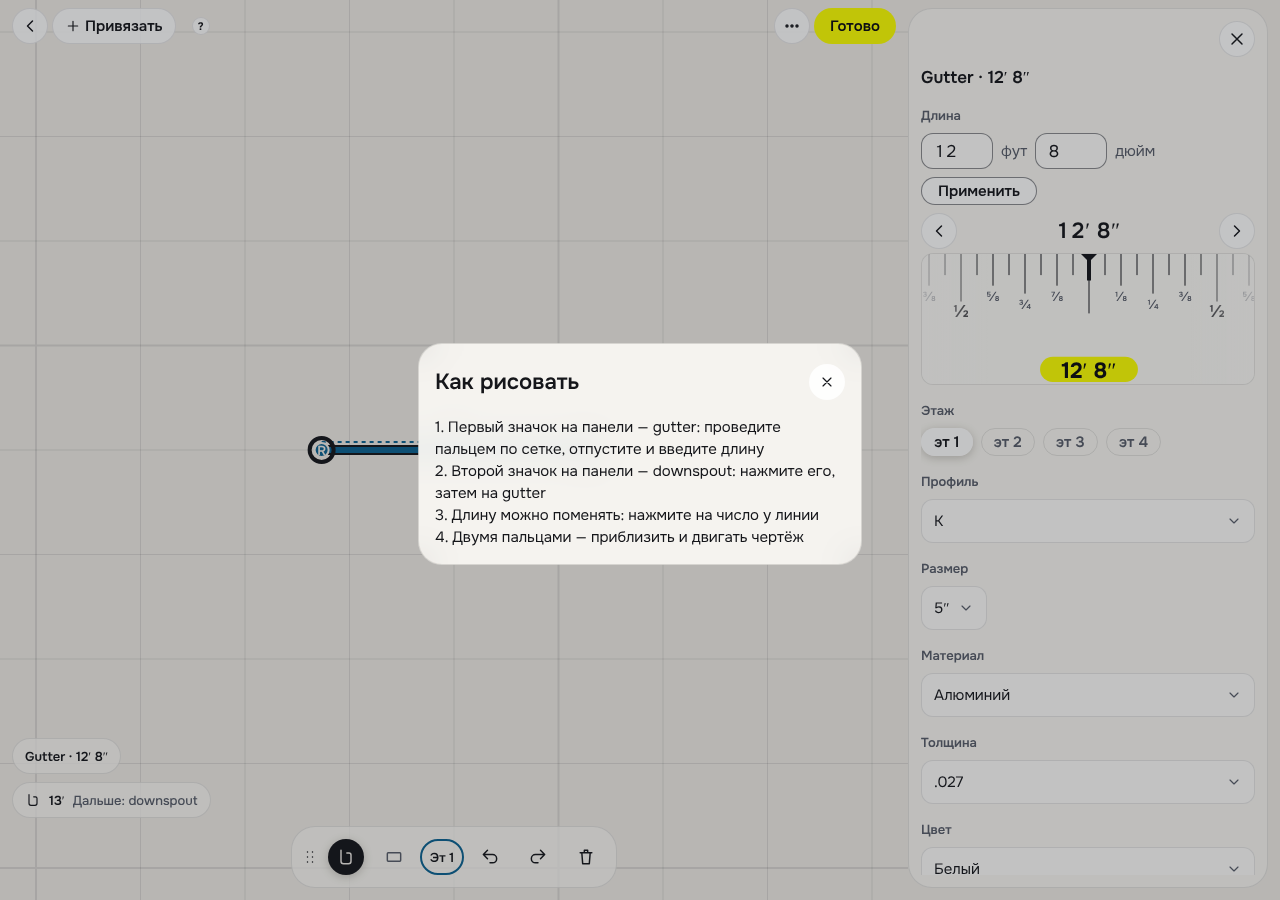 + Привязать
?
Готово
Gutter · 12′ 8″
Длина
12 фут 8 дюйм
Применить
12′ 8″
⅜ ½ ⅝ ¾ ⅞ ⅛ ¼ ⅜ ½ ⅝
12′ 8″
Этаж
эт 1 эт 2 эт 3 эт 4
Профиль
K
Размер
5″
Материал
Алюминий
Толщина
.027
Цвет
Белый
Как рисовать
1. Первый значок на панели — gutter: проведите
пальцем по сетке, отпустите и введите длину
2. Второй значок на панели — downspout: нажмите его,
затем на gutter
3. Длину можно поменять: нажмите на число у линии
4. Двумя пальцами — приблизить и двигать чертёж
R
Gutter · 12′ 8″
13′ Дальше: downspout
Эт 1